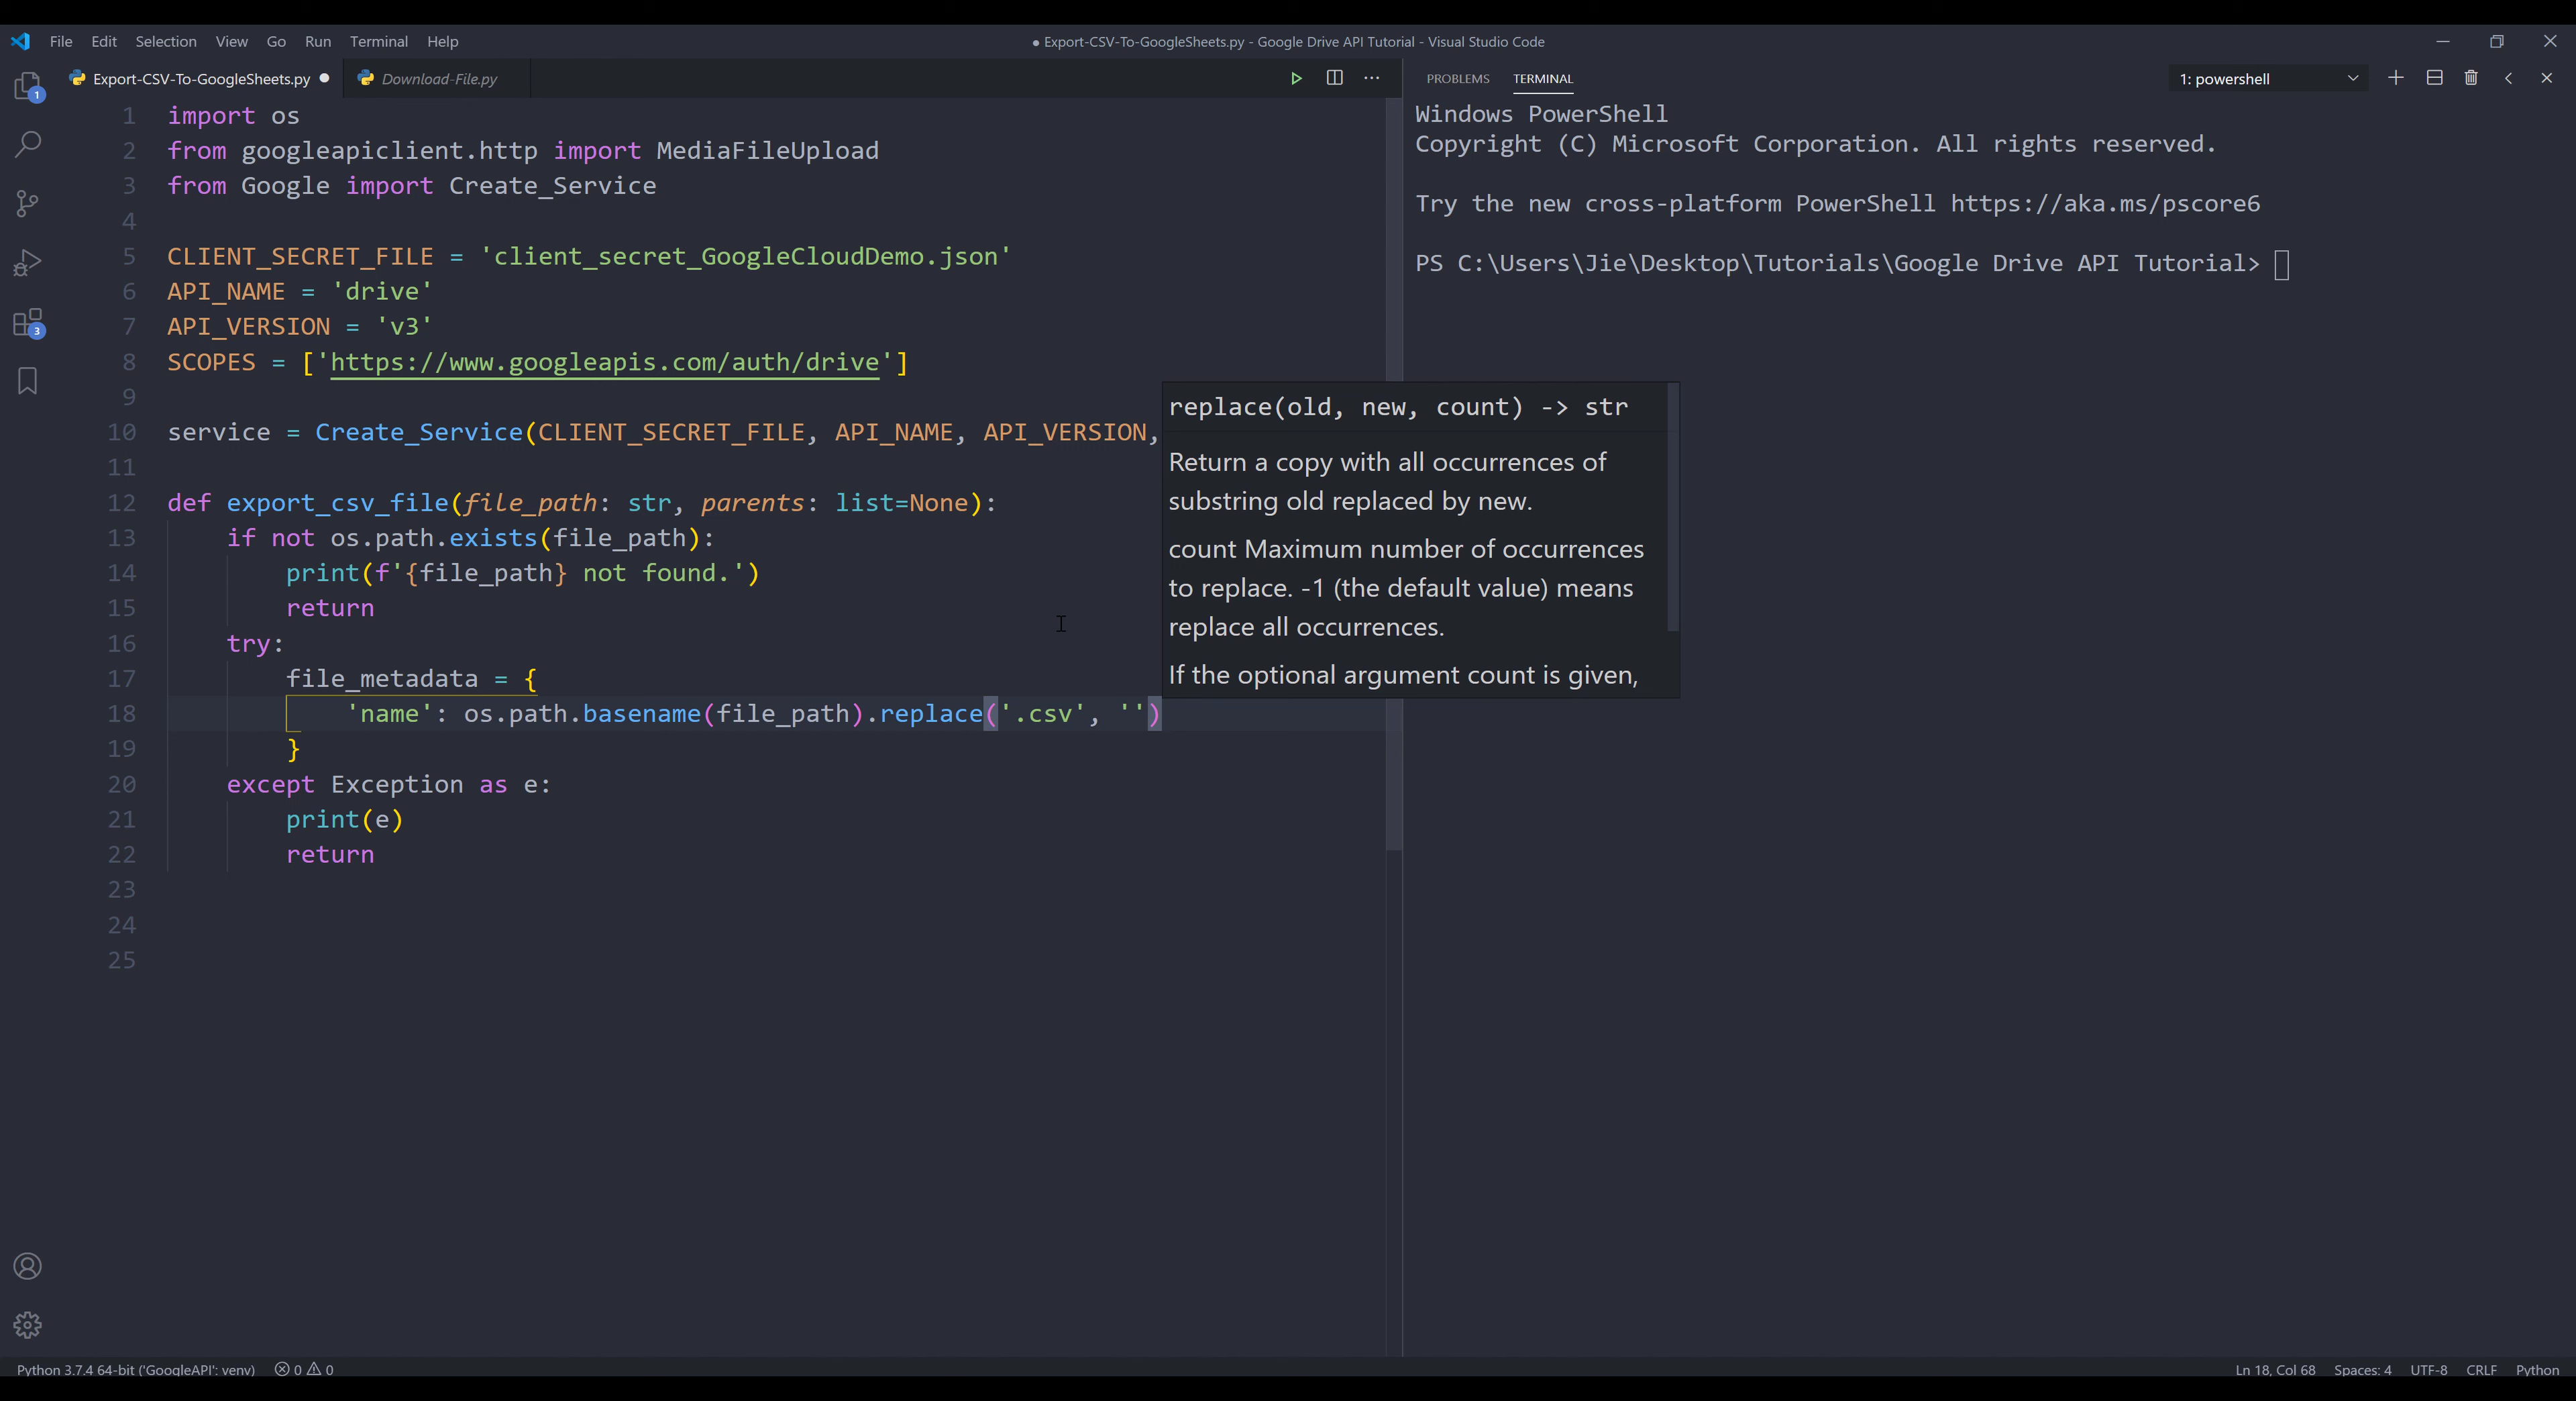 File Edit Selection View Go Run Terminal Help
● Export-CSV-To-GoogleSheets.py - Google Drive API Tutorial - Visual Studio Code
Export-CSV-To-GoogleSheets.py ●
Download-File.py
1 import os
2 from googleapiclient.http import MediaFileUpload
3 from Google import Create_Service
4
5 CLIENT_SECRET_FILE = 'client_secret_GoogleCloudDemo.json'
6 API_NAME = 'drive'
7 API_VERSION = 'v3'
8 SCOPES = ['https://www.googleapis.com/auth/drive']
9
10 service = Create_Service(CLIENT_SECRET_FILE, API_NAME, API_VERSION,
11
12 def export_csv_file(file_path: str, parents: list=None):
13     if not os.path.exists(file_path):
14         print(f'{file_path} not found.')
15         return
16     try:
17         file_metadata = {
18             'name': os.path.basename(file_path).replace('.csv', '')
19         }
20     except Exception as e:
21         print(e)
22         return
23
24
25
replace(old, new, count) -> str
Return a copy with all occurrences of
substring old replaced by new.
count Maximum number of occurrences
to replace. -1 (the default value) means
replace all occurrences.
If the optional argument count is given,
PROBLEMS TERMINAL
1: powershell
Windows PowerShell
Copyright (C) Microsoft Corporation. All rights reserved.
Try the new cross-platform PowerShell https://aka.ms/pscore6
PS C:\Users\Jie\Desktop\Tutorials\Google Drive API Tutorial>
1
3
Python 3.7.4 64-bit ('GoogleAPI': venv) 0 0
Ln 18, Col 68 Spaces: 4 UTF-8 CRLF Python